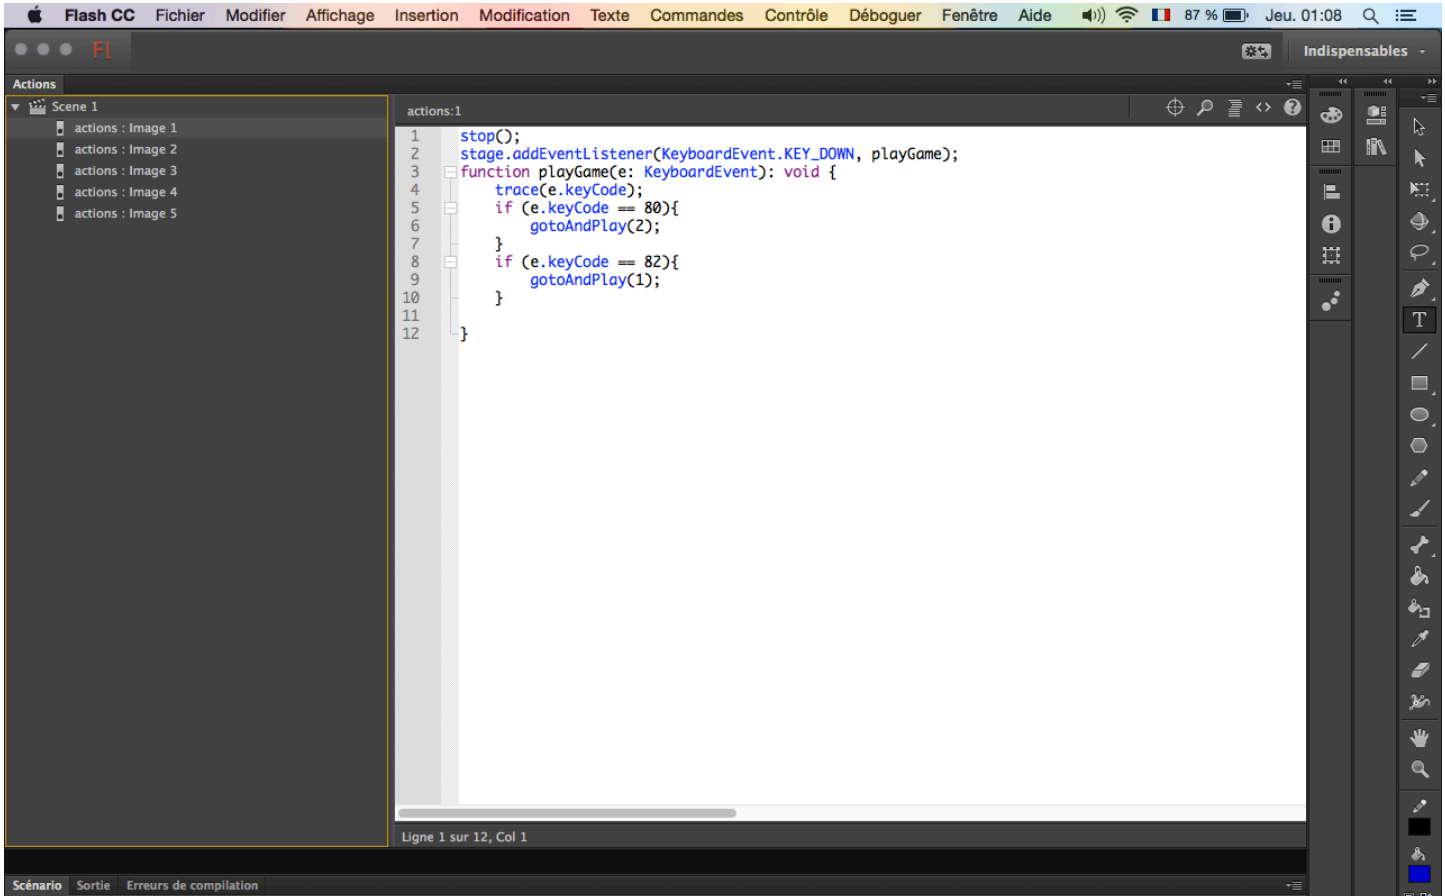 Flash CC Fichier Modifier Affichage Insertion Modification Texte Commandes Contrôle Déboguer Fenêtre Aide 87 % Jeu. 01:08
Fl Indispensables
Actions
Scene 1
actions : Image 1
actions : Image 2
actions : Image 3
actions : Image 4
actions : Image 5
actions:1
1 stop();
2 stage.addEventListener(KeyboardEvent.KEY_DOWN, playGame);
3 function playGame(e: KeyboardEvent): void {
4 trace(e.keyCode);
5 if (e.keyCode == 80){
6 gotoAndPlay(2);
7 }
8 if (e.keyCode == 82){
9 gotoAndPlay(1);
10 }
11
12 }
Ligne 1 sur 12, Col 1
Scénario Sortie Erreurs de compilation